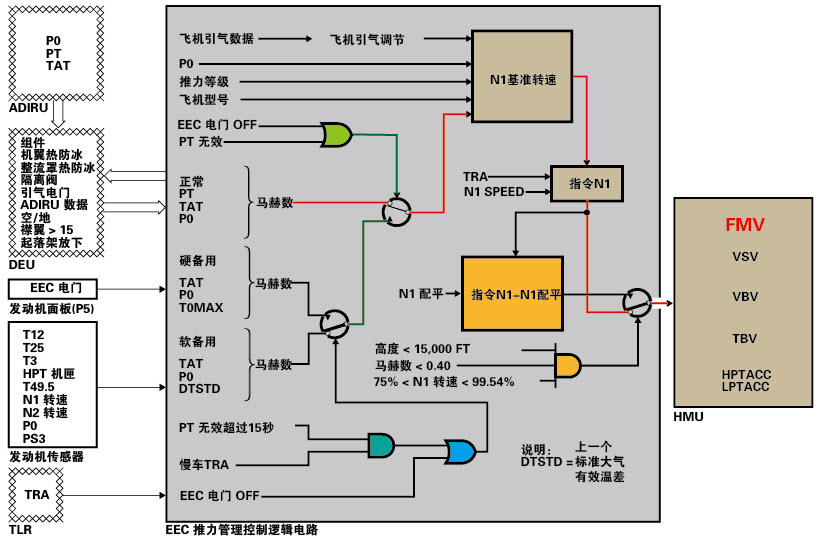 P0
PT
TAT
ADIRU
组件
机翼热防冰
整流罩热防冰
隔离阀
引气电门
ADIRU 数据
空/地
襟翼 > 15
起落架放下
DEU
EEC 电门
发动机面板(P5)
T12
T25
T3
HPT 机匣
T49.5
N1 转速
N2 转速
P0
PS3
发动机传感器
TRA
TLR
飞机引气数据
飞机引气调节
P0
推力等级
飞机型号
N1基准转速
EEC 电门 OFF
PT 无效
正常
PT
TAT
P0
马赫数
TRA
N1 SPEED
指令N1
硬备用
TAT
P0
T0MAX
马赫数
软备用
TAT
P0
DTSTD
马赫数
N1 配平
指令N1-N1配平
高度 < 15,000 FT
马赫数 < 0.40
75% < N1 转速 < 99.54%
PT 无效超过15秒
慢车TRA
EEC 电门 OFF
说明:
DTSTD =
上一个
标准大气
有效温差
EEC 推力管理控制逻辑电路
FMV
VSV
VBV
TBV
HPTACC
LPTACC
HMU